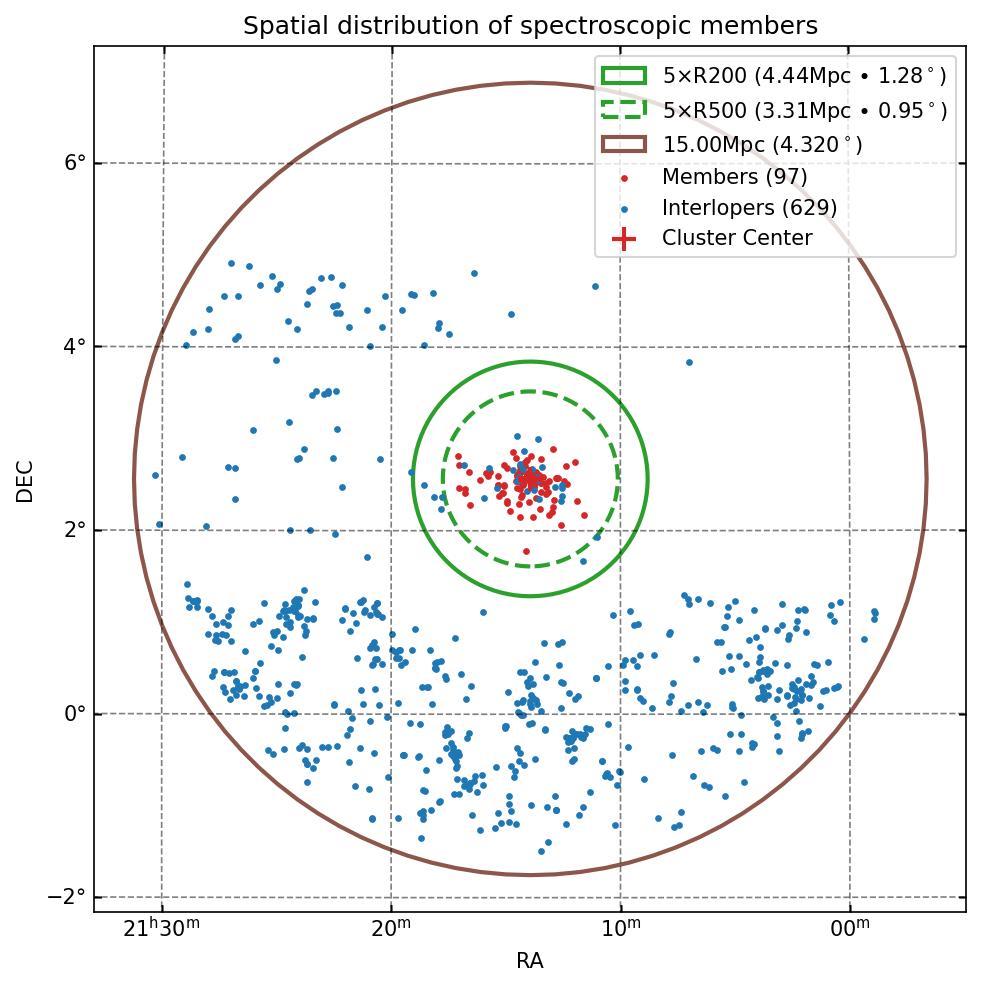 Spatial distribution of spectroscopic members
5×R200 (4.44Mpc • 1.28°)
5×R500 (3.31Mpc • 0.95°)
15.00Mpc (4.320°)
Members (97)
Interlopers (629)
Cluster Center
6°
4°
2°
0°
−2°
DEC
21ʰ30ᵐ 20ᵐ 10ᵐ 00ᵐ
RA